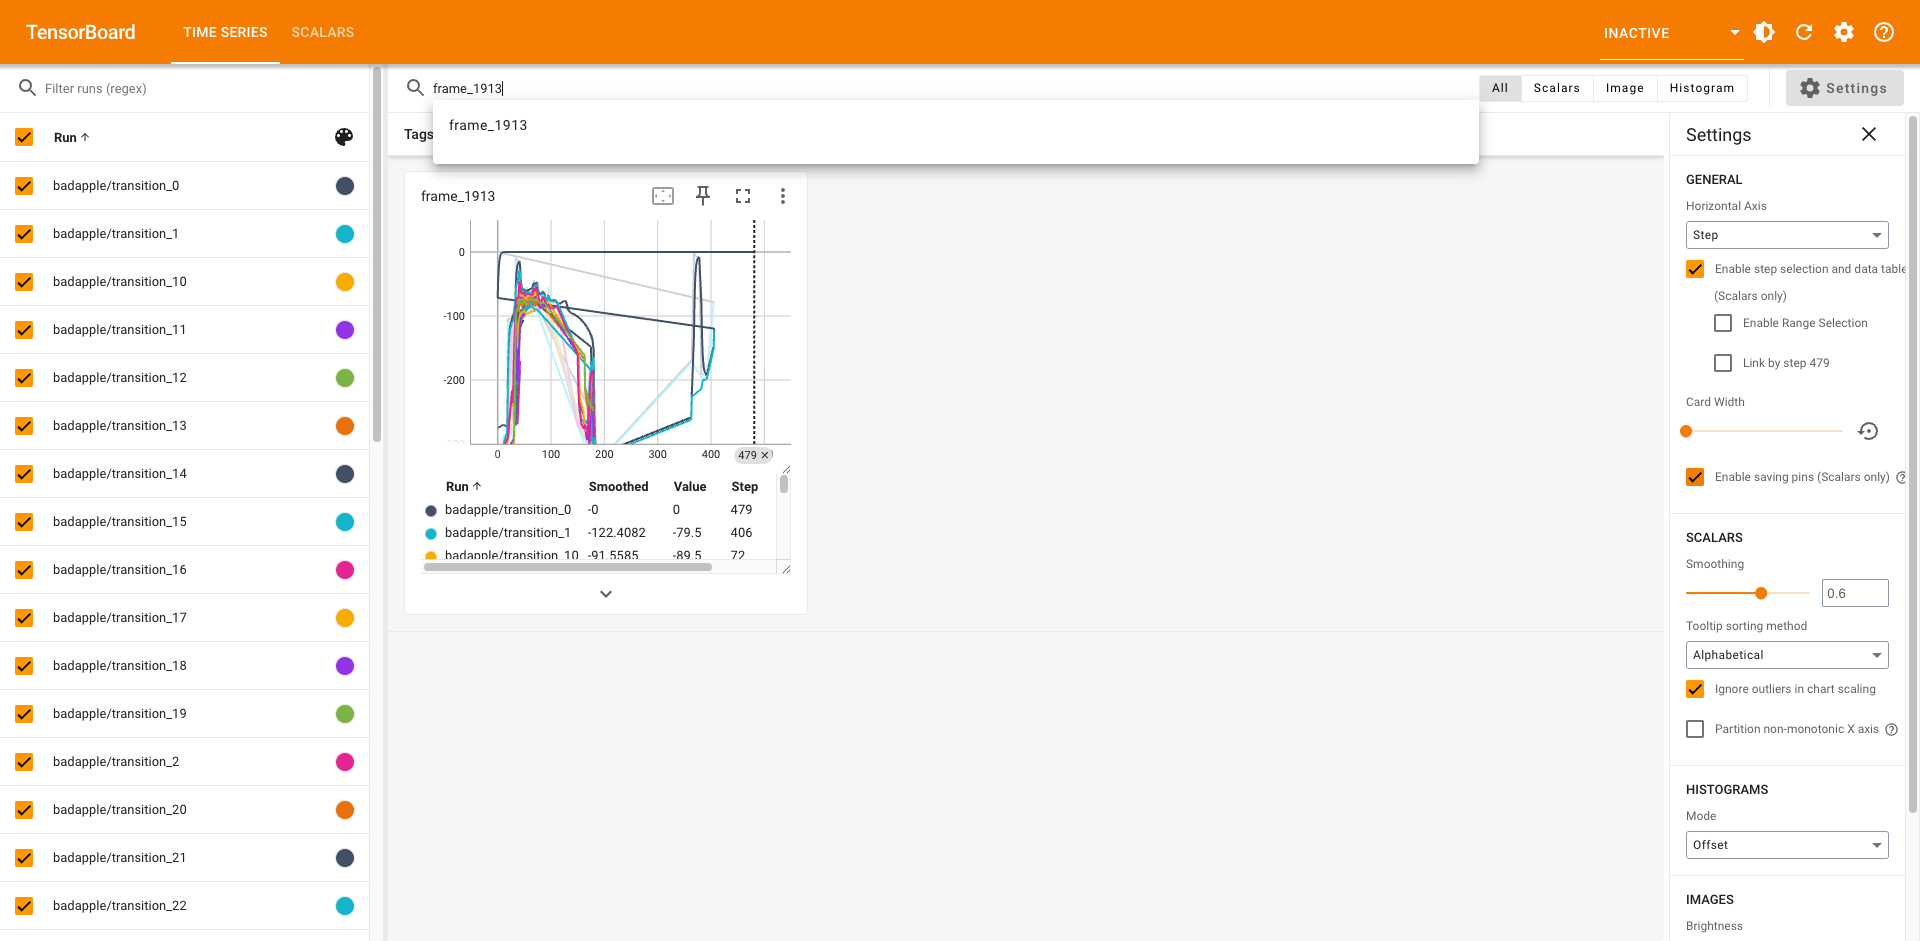 TensorBoard
TIME SERIES
SCALARS
INACTIVE
Filter runs (regex)
Run
badapple/transition_0
badapple/transition_1
badapple/transition_10
badapple/transition_11
badapple/transition_12
badapple/transition_13
badapple/transition_14
badapple/transition_15
badapple/transition_16
badapple/transition_17
badapple/transition_18
badapple/transition_19
badapple/transition_2
badapple/transition_20
badapple/transition_21
badapple/transition_22
frame_1913
frame_1913
All
Scalars
Image
Histogram
Settings
Tags
frame_1913
0
-100
-200
0
100
200
300
400
479
Run Smoothed Value Step
badapple/transition_0 -0 0 479
badapple/transition_1 -122.4082 -79.5 406
badapple/transition_10 -91.5585 -89.5 72
Settings
GENERAL
Horizontal Axis
Step
Enable step selection and data table
(Scalars only)
Enable Range Selection
Link by step 479
Card Width
Enable saving pins (Scalars only)
SCALARS
Smoothing
0.6
Tooltip sorting method
Alphabetical
Ignore outliers in chart scaling
Partition non-monotonic X axis
HISTOGRAMS
Mode
Offset
IMAGES
Brightness